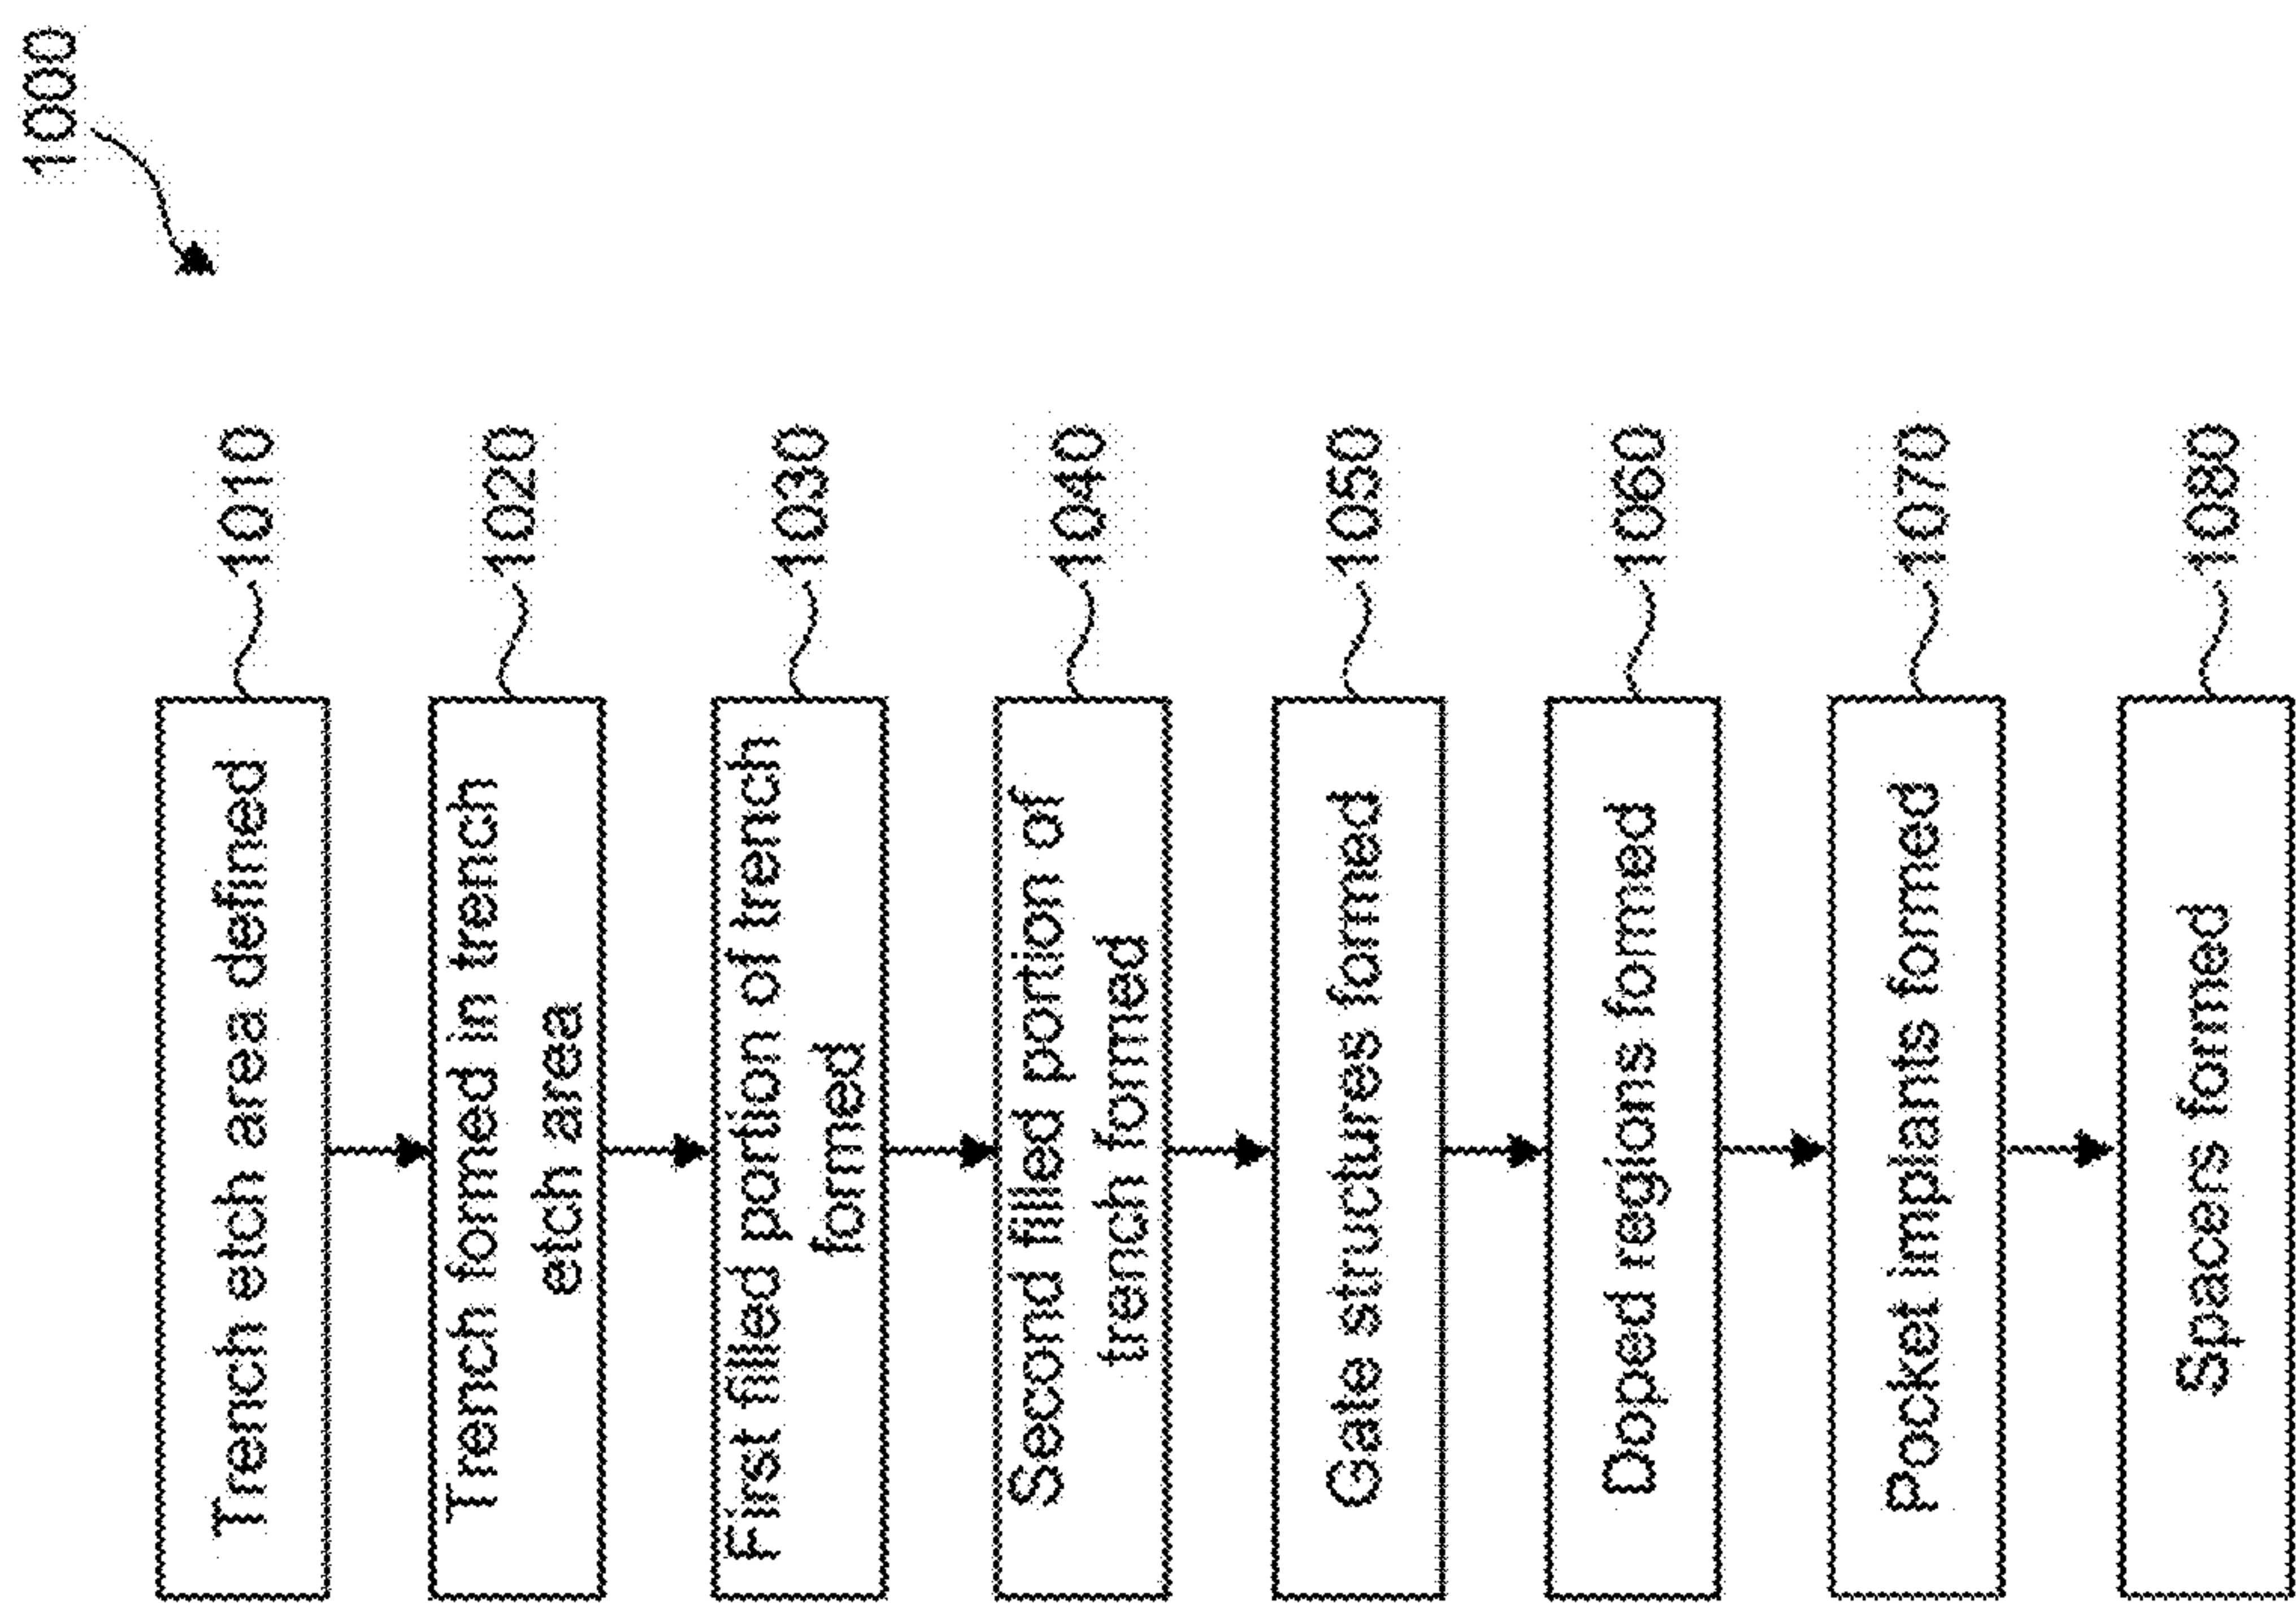 1000
Trench etch area defined
1010
Trench formed in trench
etch area
1020
First filled portion of trench
formed
1030
Second filled portion of
trench formed
1040
Gate structures formed
1050
Doped regions formed
1060
Pocket implants formed
1070
Spacers formed
1080